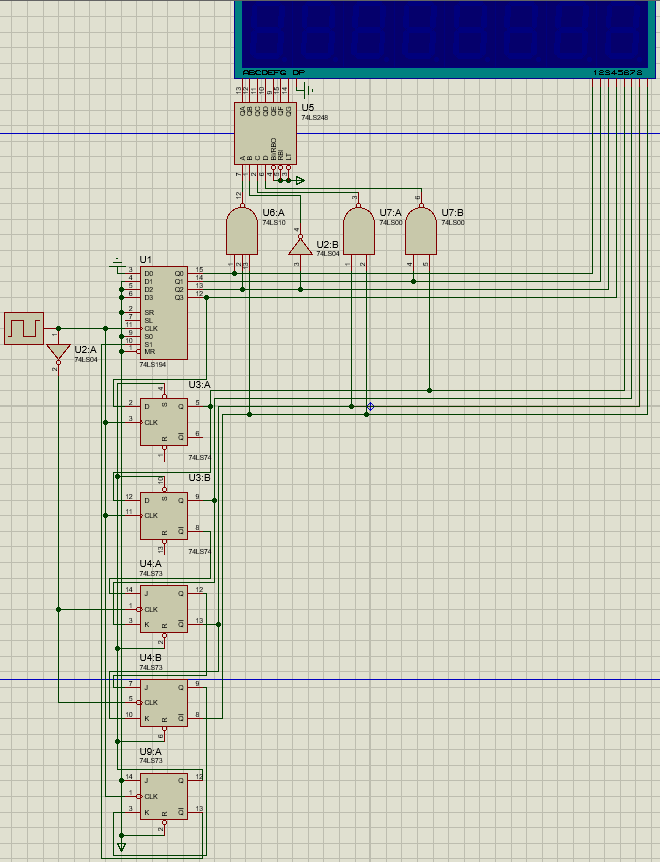 ABCDEFG DP
12345678
13 12 11 10 9 15 14
QA QB QC QD QE QF QG
U5
74LS248
A B C D BI/RBO RBI LT
7 1 2 6 4 5 3
12
3
6
U6:A
74LS10
4
U2:B
74LS04
U7:A
74LS00
U7:B
74LS00
1 2 13
3
1 2
4 5
U1
3 D0 Q0 15
4 D1 Q1 14
5 D2 Q2 13
6 D3 Q3 12
2 SR
7 SL
11 CLK
9 S0
10 S1
1 MR
74LS194
1
U2:A
74LS04
2
U3:A
4
2 D S Q 5
3 CLK
R Q 6
1
74LS74
U3:B
10
12 D S Q 9
11 CLK
R Q 8
13
74LS74
U4:A
74LS73
14 J Q 12
1 CLK
3 K R Q 13
2
U4:B
74LS73
7 J Q 9
5 CLK
10 K R Q 8
6
U9:A
74LS73
14 J Q 12
1 CLK
3 K R Q 13
2